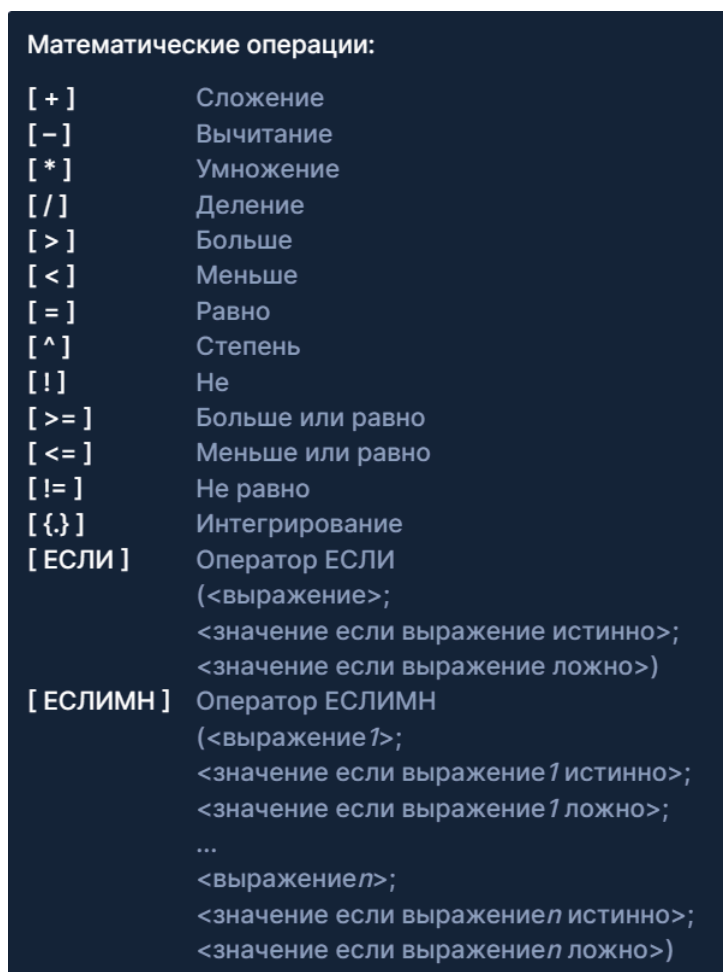 Математические операции:
[ + ] Сложение
[ – ] Вычитание
[ * ] Умножение
[ / ] Деление
[ > ] Больше
[ < ] Меньше
[ = ] Равно
[ ^ ] Степень
[ ! ] Не
[ >= ] Больше или равно
[ <= ] Меньше или равно
[ != ] Не равно
[ {.} ] Интегрирование
[ ЕСЛИ ] Оператор ЕСЛИ
(<выражение>;
<значение если выражение истинно>;
<значение если выражение ложно>)
[ ЕСЛИМН ] Оператор ЕСЛИМН
(<выражение1>;
<значение если выражение1 истинно>;
<значение если выражение1 ложно>;
...
<выражениеn>;
<значение если выражениеn истинно>;
<значение если выражениеn ложно>)